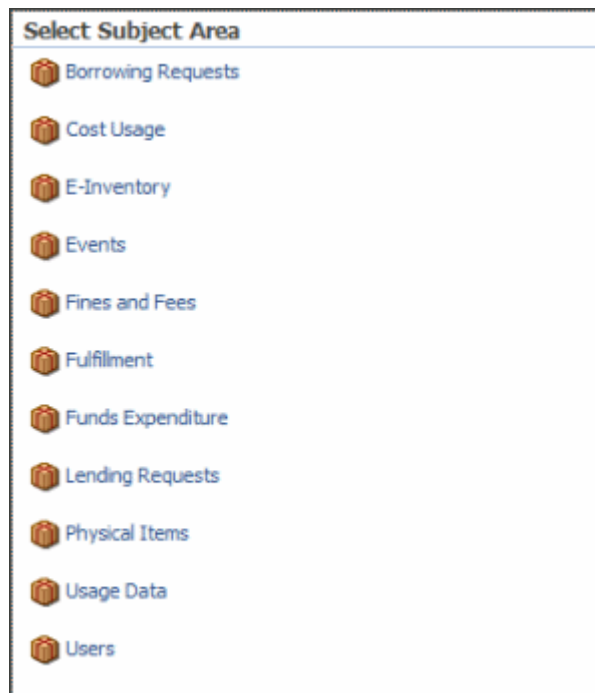 Select Subject Area
Borrowing Requests
Cost Usage
E-Inventory
Events
Fines and Fees
Fulfillment
Funds Expenditure
Lending Requests
Physical Items
Usage Data
Users